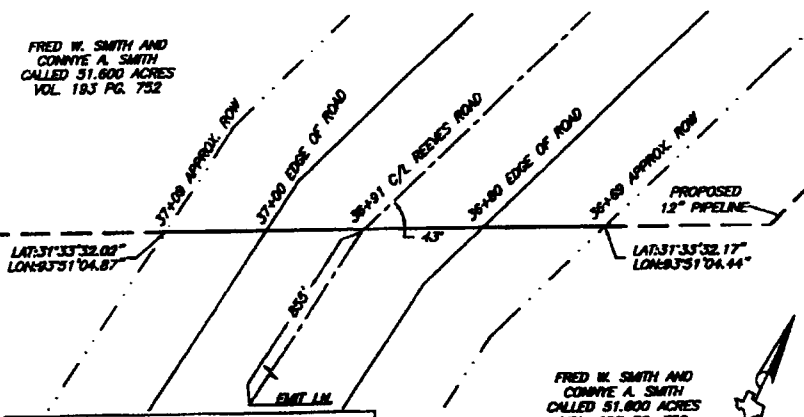 FRED W. SMITH AND
CONNYE A. SMITH
CALLED 51.600 ACRES
VOL. 193 PG. 752
37+09 APPROX. ROW
37+00 EDGE OF ROAD
36+91 C/L REEVES ROAD
36+80 EDGE OF ROAD
36+69 APPROX. ROW
PROPOSED
12" PIPELINE
43°
LAT:31°33'32.02"
LON:93°51'04.87"
LAT:31°33'32.17"
LON:93°51'04.44"
855'
EMIT LN.
FRED W. SMITH AND
CONNYE A. SMITH
CALLED 51.600 ACRES